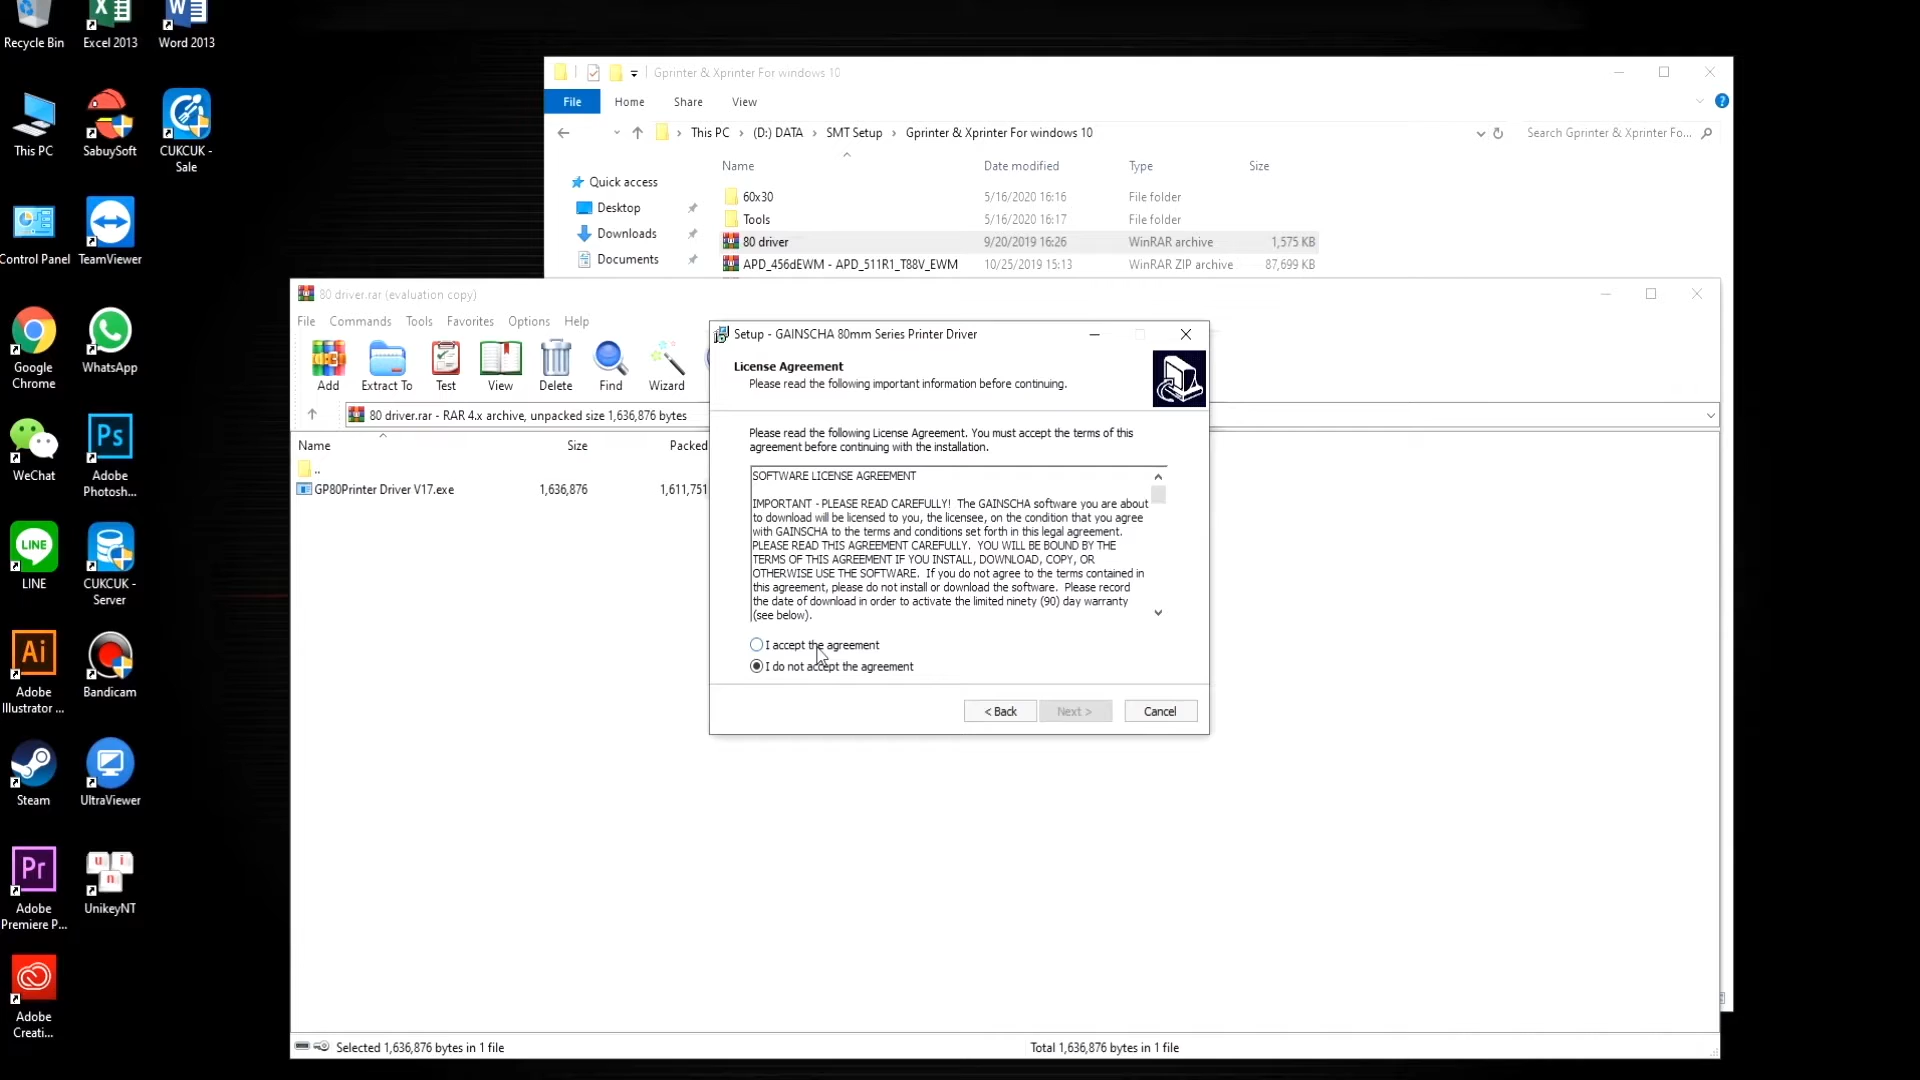 Recycle Bin
Excel 2013
Word 2013
This PC
SabuySoft
CUKCUK -
Sale
Control Panel
TeamViewer
Google
Chrome
WhatsApp
WeChat
Adobe
Photosh...
LINE
CUKCUK -
Server
Adobe
Illustrator ...
Bandicam
Steam
UltraViewer
Adobe
Premiere P...
UnikeyNT
Adobe
Creati...
Gprinter & Xprinter For windows 10
File Home Share View
This PC > (D:) DATA > SMT Setup > Gprinter & Xprinter For windows 10
Search Gprinter & Xprinter Fo...
Name Date modified Type Size
Quick access
Desktop
Downloads
Documents
60x30 5/16/2020 16:16 File folder
Tools 5/16/2020 16:17 File folder
80 driver 9/20/2019 16:26 WinRAR archive 1,575 KB
APD_456dEWM - APD_511R1_T88V_EWM 10/25/2019 15:13 WinRAR ZIP archive 87,699 KB
80 driver.rar (evaluation copy)
File Commands Tools Favorites Options Help
Add Extract To Test View Delete Find Wizard
80 driver.rar - RAR 4.x archive, unpacked size 1,636,876 bytes
Name Size Packed
..
GP80Printer Driver V17.exe 1,636,876 1,611,751
Setup - GAINSCHA 80mm Series Printer Driver
License Agreement
Please read the following important information before continuing.
Please read the following License Agreement. You must accept the terms of this
agreement before continuing with the installation.
SOFTWARE LICENSE AGREEMENT
IMPORTANT - PLEASE READ CAREFULLY! The GAINSCHA software you are about
to download will be licensed to you, the licensee, on the condition that you agree
with GAINSCHA to the terms and conditions set forth in this legal agreement.
PLEASE READ THIS AGREEMENT CAREFULLY. YOU WILL BE BOUND BY THE
TERMS OF THIS AGREEMENT IF YOU INSTALL, DOWNLOAD, COPY, OR
OTHERWISE USE THE SOFTWARE. If you do not agree to the terms contained in
this agreement, please do not install or download the software. Please record
the date of download in order to activate the limited ninety (90) day warranty
(see below).
I accept the agreement
I do not accept the agreement
< Back Next > Cancel
Selected 1,636,876 bytes in 1 file
Total 1,636,876 bytes in 1 file